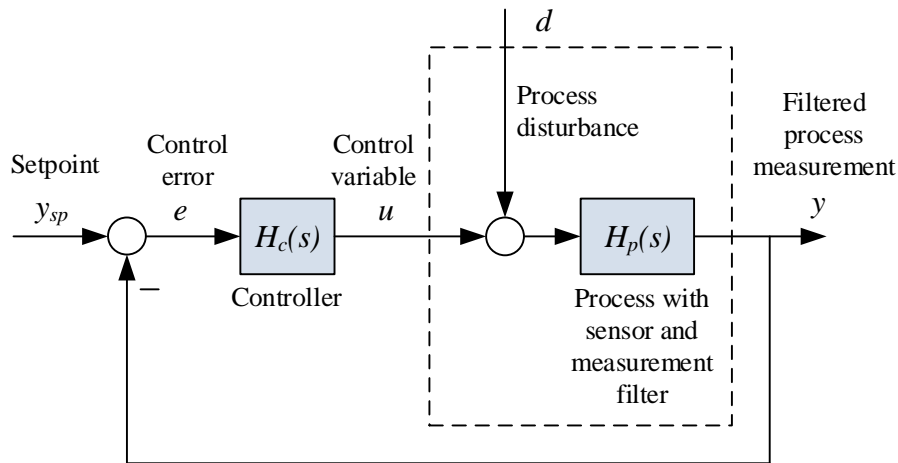 d
Process
disturbance
Filtered
process
measurement
y
Setpoint
y_sp
Control
error
e
H_c(s)
Controller
Control
variable
u
H_p(s)
Process with
sensor and
measurement
filter
–